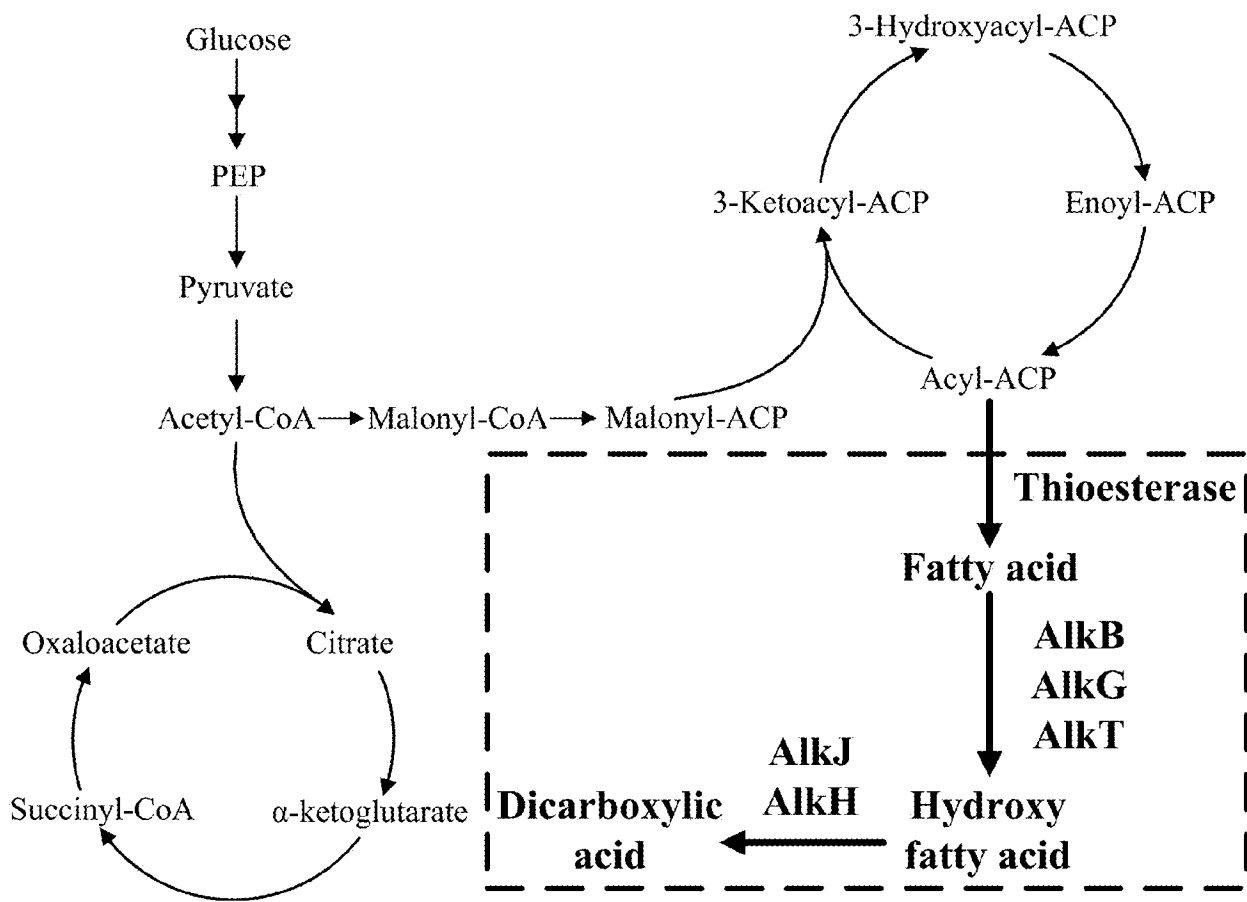 Glucose
PEP
Pyruvate
Acetyl-CoA
Malonyl-CoA
Malonyl-ACP
3-Hydroxyacyl-ACP
3-Ketoacyl-ACP
Enoyl-ACP
Acyl-ACP
Thioesterase
Fatty acid
AlkB
AlkG
AlkT
Hydroxy
fatty acid
AlkJ
AlkH
Dicarboxylic
acid
Oxaloacetate
Citrate
Succinyl-CoA
α-ketoglutarate